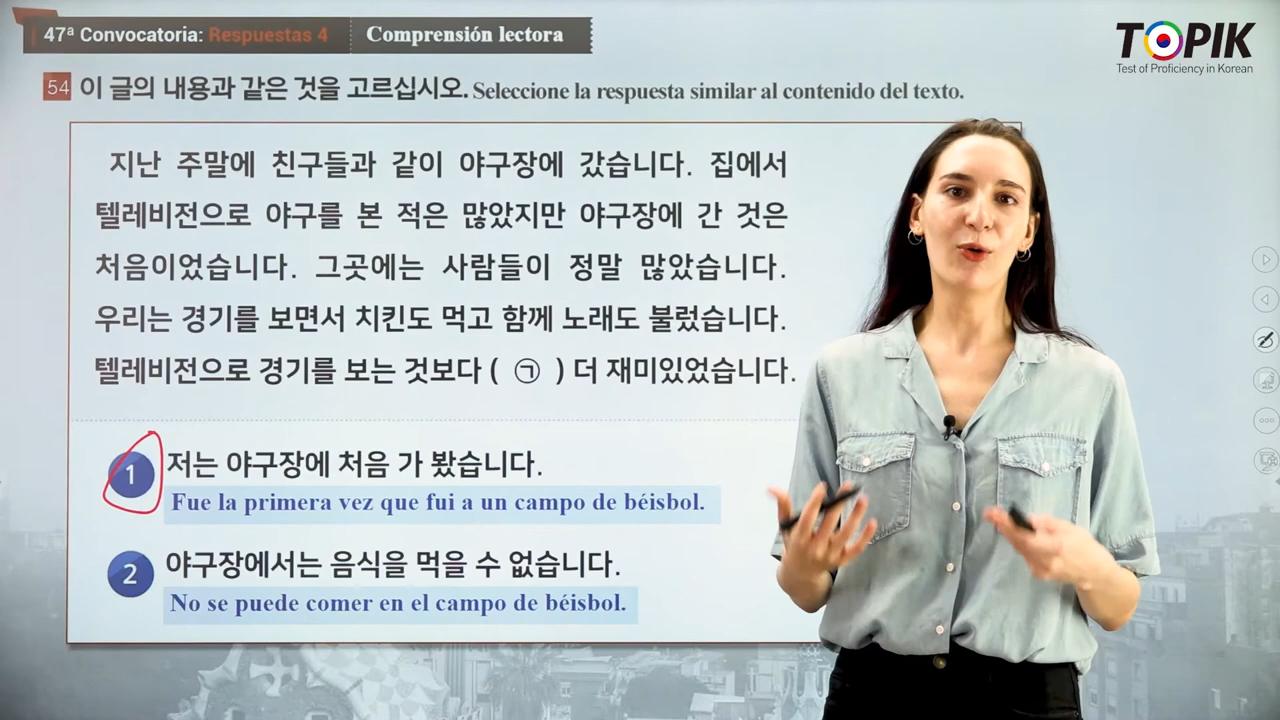 47ª Convocatoria: Respuestas 4 Comprensión lectora
TOPIK
Test of Proficiency in Korean
54 이 글의 내용과 같은 것을 고르십시오. Seleccione la respuesta similar al contenido del texto.
지난 주말에 친구들과 같이 야구장에 갔습니다. 집에서
텔레비전으로 야구를 본 적은 많았지만 야구장에 간 것은
처음이었습니다. 그곳에는 사람들이 정말 많았습니다.
우리는 경기를 보면서 치킨도 먹고 함께 노래도 불렀습니다.
텔레비전으로 경기를 보는 것보다 ( ㉠ ) 더 재미있었습니다.
1 저는 야구장에 처음 가 봤습니다.
Fue la primera vez que fui a un campo de béisbol.
2 야구장에서는 음식을 먹을 수 없습니다.
No se puede comer en el campo de béisbol.